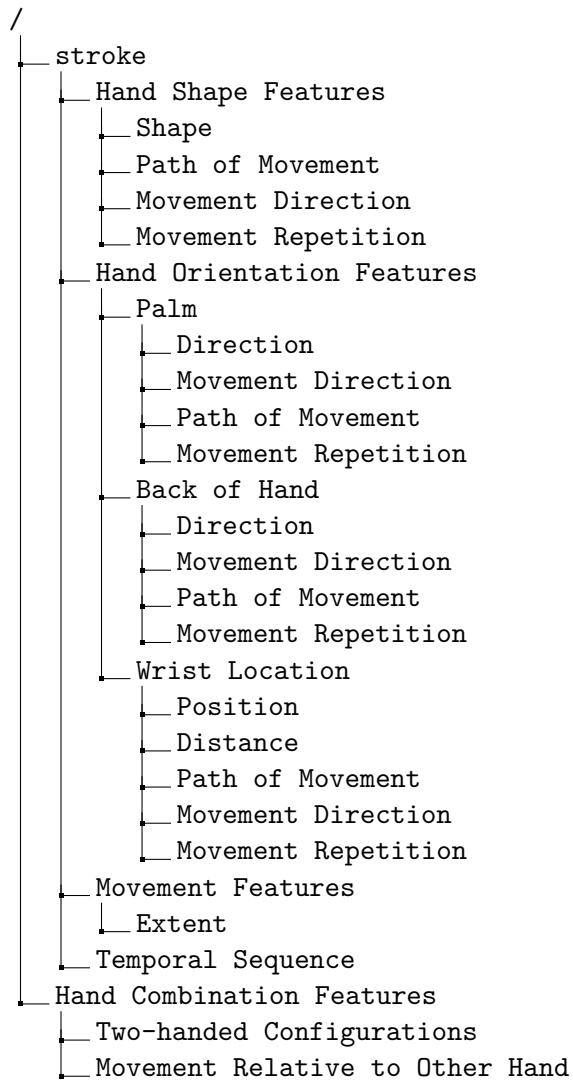 /
stroke
Hand Shape Features
Shape
Path of Movement
Movement Direction
Movement Repetition
Hand Orientation Features
Palm
Direction
Movement Direction
Path of Movement
Movement Repetition
Back of Hand
Direction
Movement Direction
Path of Movement
Movement Repetition
Wrist Location
Position
Distance
Path of Movement
Movement Direction
Movement Repetition
Movement Features
Extent
Temporal Sequence
Hand Combination Features
Two-handed Configurations
Movement Relative to Other Hand